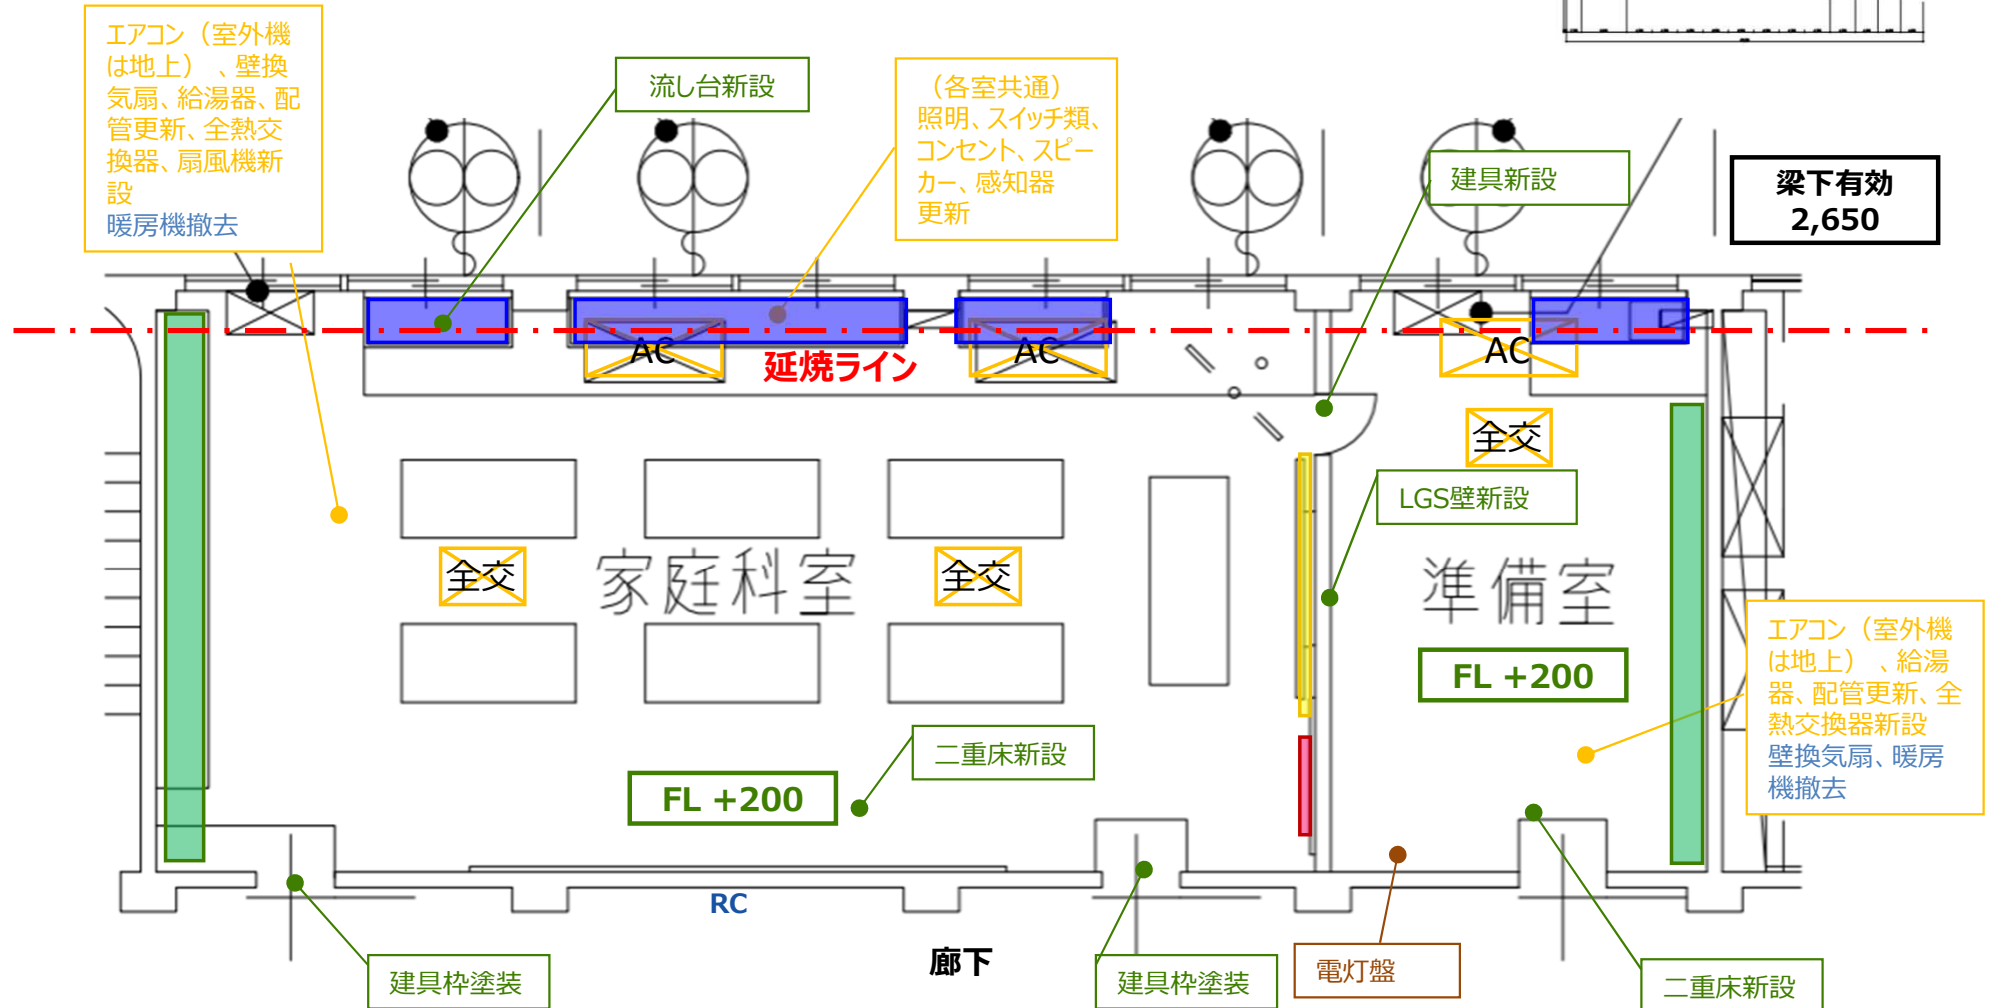 エアコン（室外機
は地上）、壁換
気扇、給湯器、配
管更新、全熱交
換器、扇風機新
設
暖房機撤去
流し台新設
（各室共通）
照明、スイッチ類、
コンセント、スピー
カー、感知器
更新
建具新設
梁下有効
2,650
AC
延焼ライン
AC
AC
全交
LGS壁新設
全交
家庭科室
全交
準備室
FL +200
エアコン（室外機
は地上）、給湯
器、配管更新、全
熱交換器新設
壁換気扇、暖房
機撤去
二重床新設
FL +200
RC
廊下
建具枠塗装
建具枠塗装
電灯盤
二重床新設